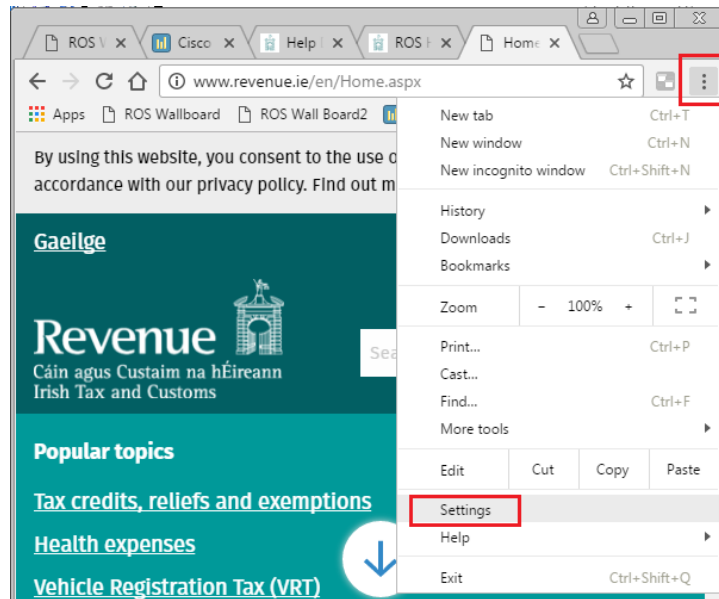 ROS
Cisco
Help
ROS
Home
www.revenue.ie/en/Home.aspx
Apps ROS Wallboard ROS Wall Board2
By using this website, you consent to the use
accordance with our privacy policy. Find out
Gaeilge
Revenue
Cáin agus Custaim na hÉireann
Irish Tax and Customs
Sea
Popular topics
Tax credits, reliefs and exemptions
Health expenses
Vehicle Registration Tax (VRT)
New tab Ctrl+T
New window Ctrl+N
New incognito window Ctrl+Shift+N
History
Downloads Ctrl+J
Bookmarks
Zoom - 100% +
Print... Ctrl+P
Cast...
Find... Ctrl+F
More tools
Edit Cut Copy Paste
Settings
Help
Exit Ctrl+Shift+Q